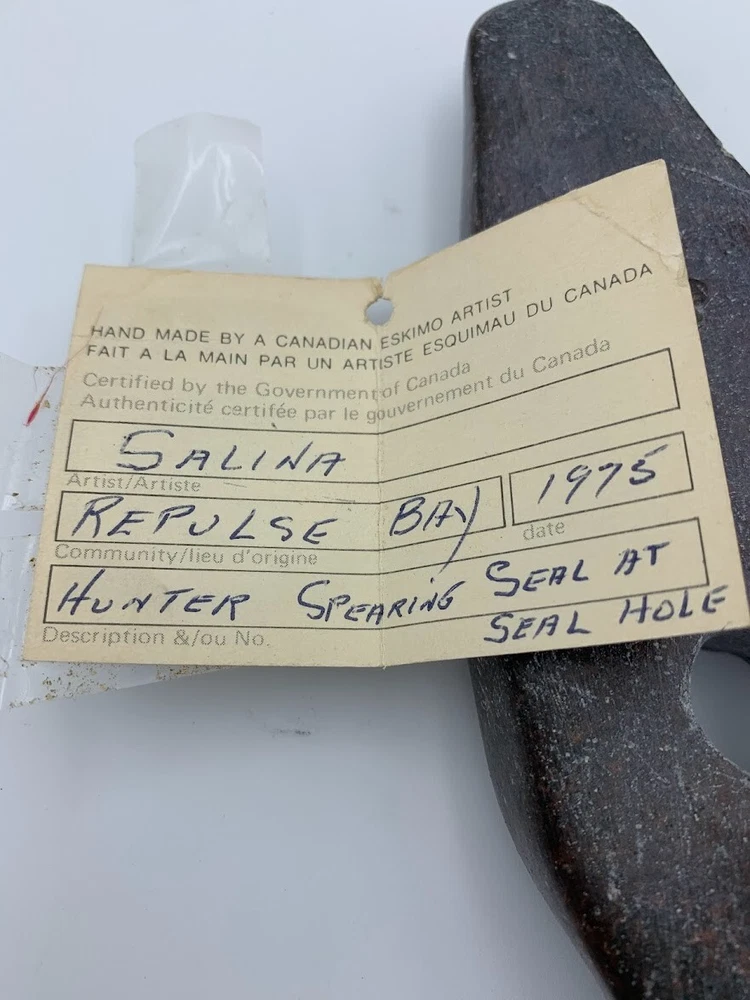 HAND MADE BY A CANADIAN ESKIMO ARTIST
FAIT A LA MAIN PAR UN ARTISTE ESQUIMAU DU CANADA
Certified by the Government of Canada
Authenticité certifée par le gouvernement du Canada
SALINA
Artist/Artiste
REPULSE BAY
1975
Community/lieu d'origine
date
HUNTER SPEARING SEAL AT
SEAL HOLE
Description &/ou No.